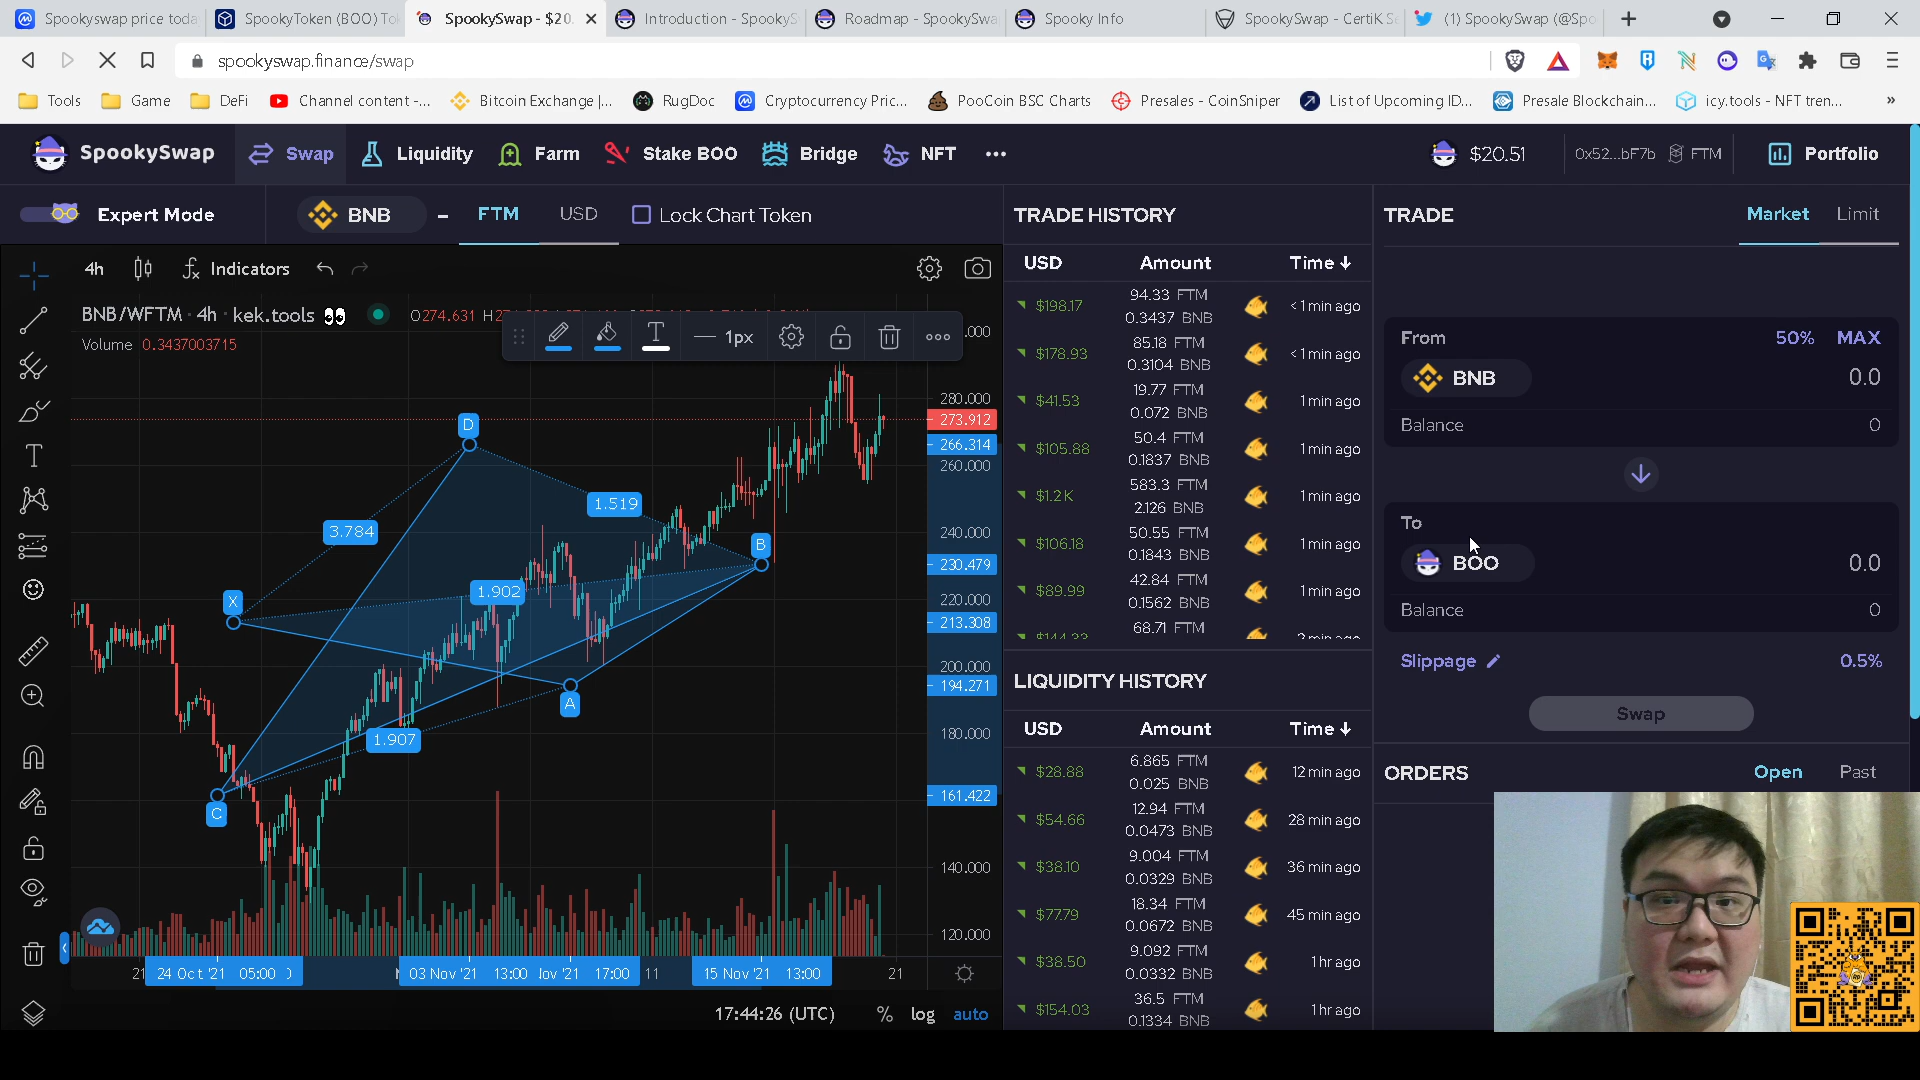 Spookyswap price toda
SpookyToken (BOO) Tok
SpookySwap - $20.
Introduction - SpookyS
Roadmap - SpookySwa
Spooky Info
SpookySwap - CertiK Se
(1) SpookySwap (@Spo
spookyswap.finance/swap
Tools
Game
DeFi
Channel content -...
Bitcoin Exchange |...
RugDoc
Cryptocurrency Pric...
PooCoin BSC Charts
Presales - CoinSniper
List of Upcoming ID...
Presale Blockchain...
icy.tools - NFT tren...
»
SpookySwap
Swap
Liquidity
Farm
Stake BOO
Bridge
NFT
$20.51
0x52...bF7b
FTM
Portfolio
Expert Mode
BNB
-
FTM
USD
Lock Chart Token
4h
Indicators
BNB/WFTM · 4h · kek.tools
O274.631
Volume 0.3437003715
1px
280.000
273.912
266.314
260.000
240.000
230.479
220.000
213.308
200.000
194.271
180.000
161.422
140.000
120.000
D
1.519
3.784
B
X
1.902
A
1.907
C
24 Oct '21 05:00
03 Nov '21 13:00
17:00
11
15 Nov '21 13:00
21
17:44:26 (UTC)
%
log
auto
TRADE HISTORY
USD Amount Time ↓
$198.17 94.33 FTM 0.3437 BNB < 1 min ago
$178.93 85.18 FTM 0.3104 BNB < 1 min ago
$41.53 19.77 FTM 0.072 BNB 1 min ago
$105.88 50.4 FTM 0.1837 BNB 1 min ago
$1.2K 583.3 FTM 2.126 BNB 1 min ago
$106.18 50.55 FTM 0.1843 BNB 1 min ago
$89.99 42.84 FTM 0.1562 BNB 1 min ago
68.71 FTM
LIQUIDITY HISTORY
USD Amount Time ↓
$28.88 6.865 FTM 0.025 BNB 12 min ago
$54.66 12.94 FTM 0.0473 BNB 28 min ago
$38.10 9.004 FTM 0.0329 BNB 36 min ago
$77.79 18.34 FTM 0.0672 BNB 45 min ago
$38.50 9.092 FTM 0.0332 BNB 1 hr ago
$154.03 36.5 FTM 0.1334 BNB 1 hr ago
TRADE
Market
Limit
From
50% MAX
BNB
0.0
Balance
0
To
BOO
0.0
Balance
0
Slippage
0.5%
Swap
ORDERS
Open
Past